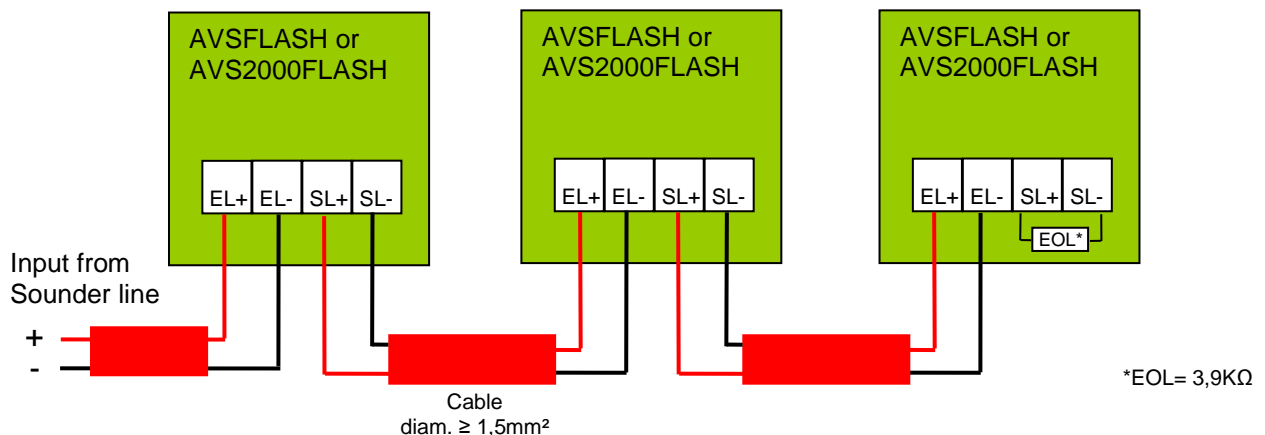 AVSFLASH or
AVS2000FLASH
EL+ EL- SL+ SL-
AVSFLASH or
AVS2000FLASH
EL+ EL- SL+ SL-
AVSFLASH or
AVS2000FLASH
EL+ EL- SL+ SL-
EOL*
Input from
Sounder line
+
-
Cable
diam. ≥ 1,5mm²
*EOL= 3,9KΩ